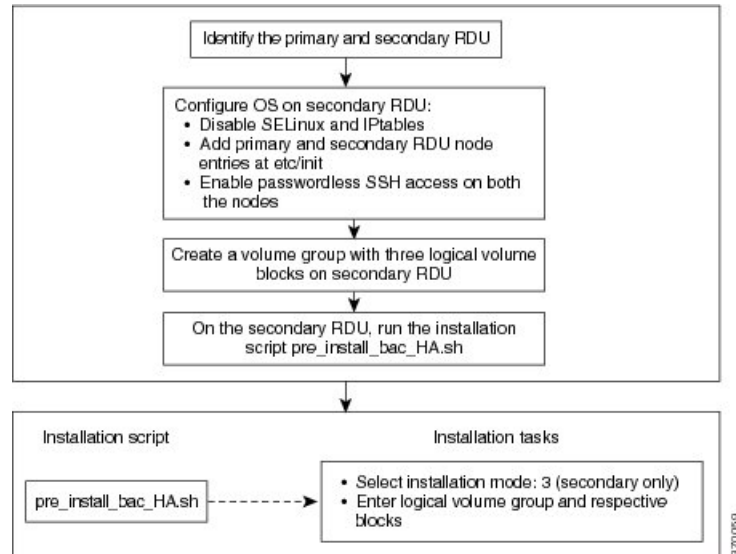 Identify the primary and secondary RDU
Configure OS on secondary RDU:
• Disable SELinux and IPtables
• Add primary and secondary RDU node
entries at etc/init
• Enable passwordless SSH access on both
the nodes
Create a volume group with three logical volume
blocks on secondary RDU
On the secondary RDU, run the installation
script pre_install_bac_HA.sh
Installation script
Installation tasks
pre_install_bac_HA.sh
• Select installation mode: 3 (secondary only)
• Enter logical volume group and respective
blocks